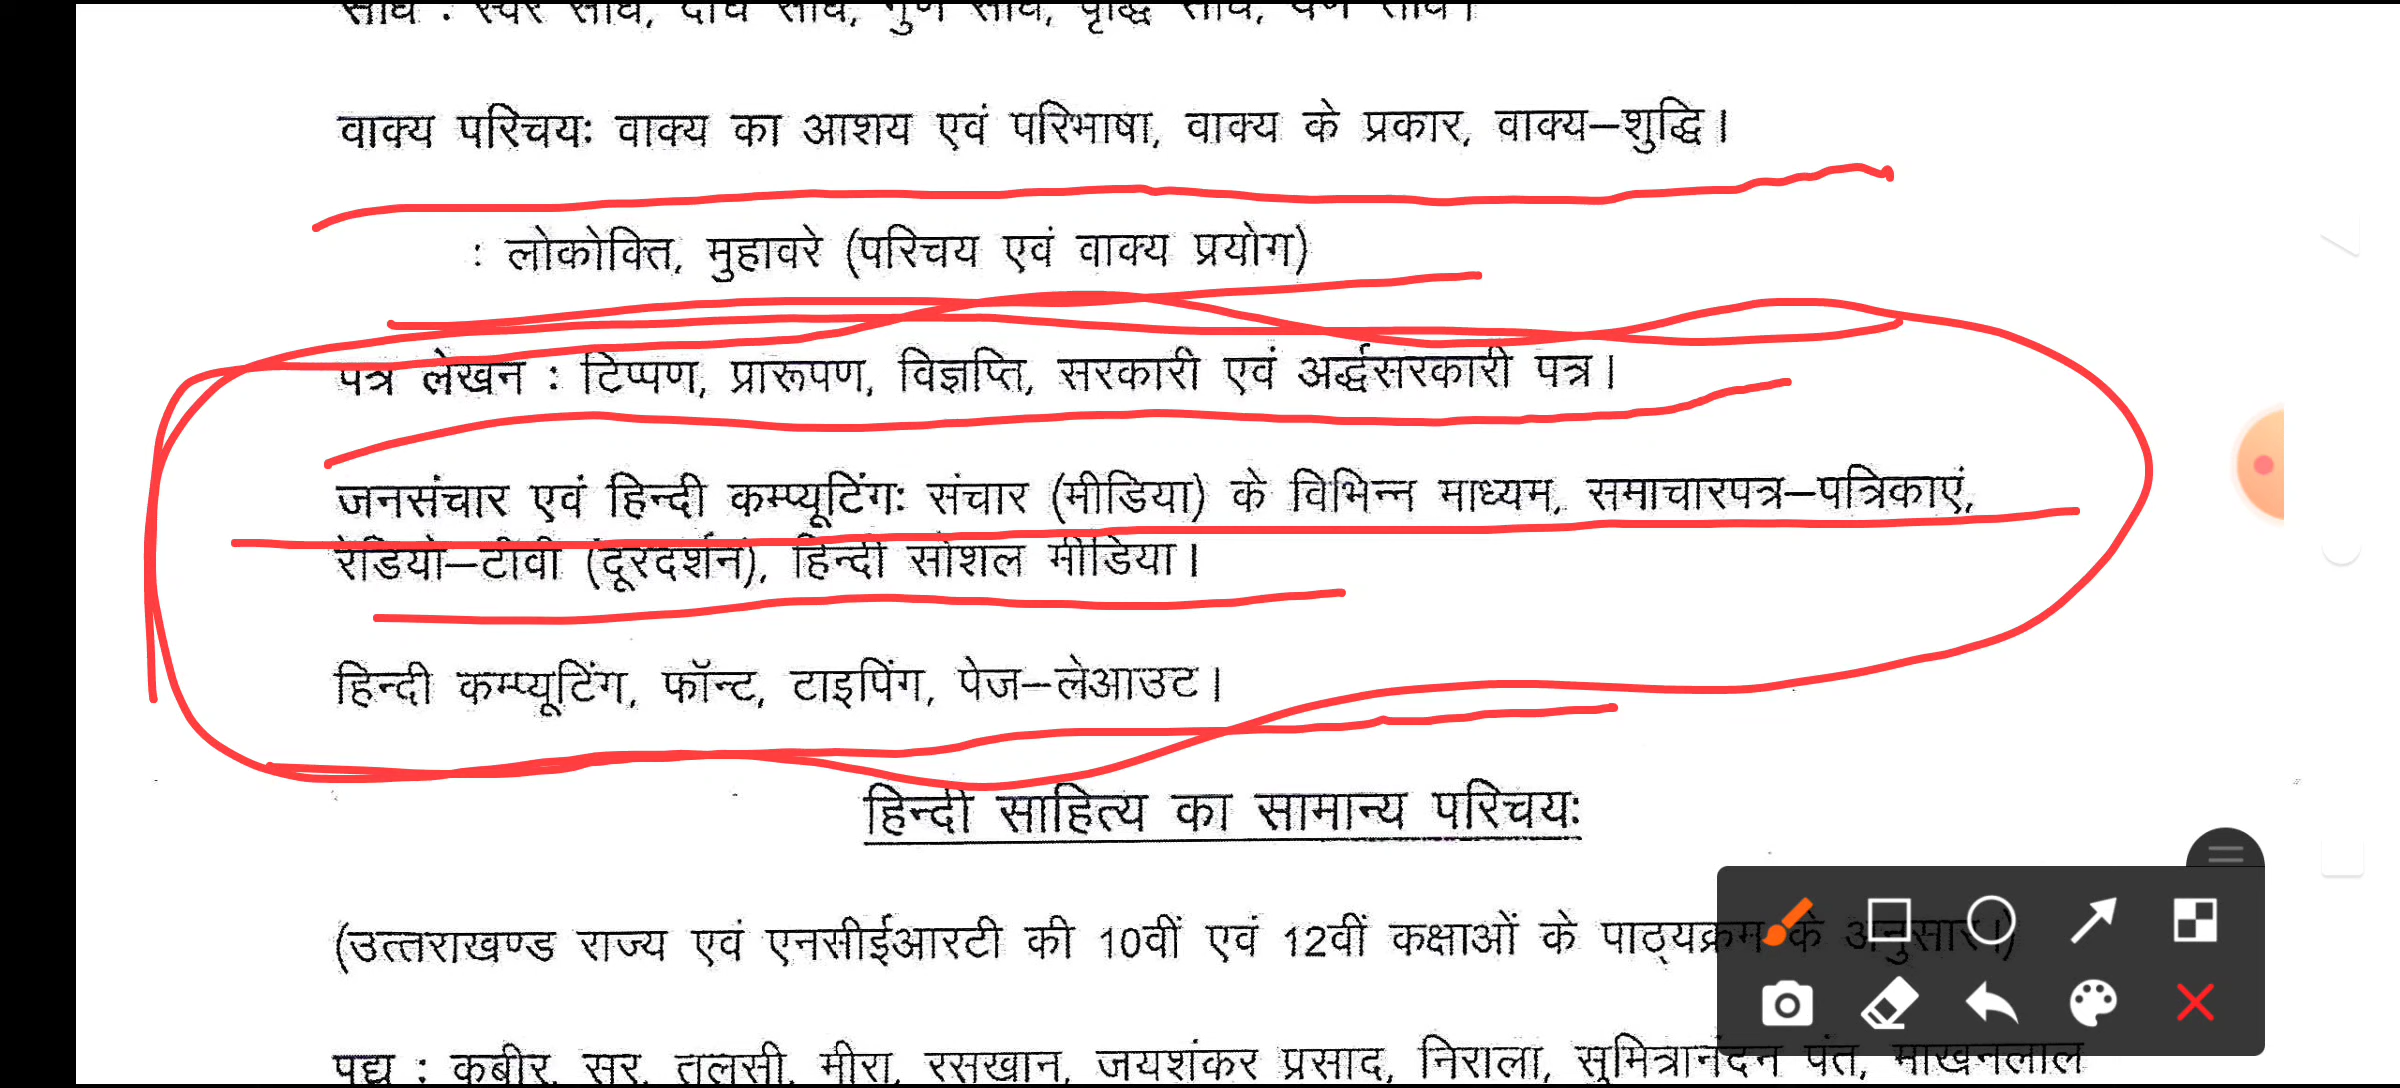 संधि : स्वर संधि, दीर्घ संधि, गुण संधि, वृद्धि संधि, यण संधि।
वाक्य परिचयः वाक्य का आशय एवं परिभाषा, वाक्य के प्रकार, वाक्य–शुद्धि।
: लोकोक्ति, मुहावरे (परिचय एवं वाक्य प्रयोग)
पत्र लेखन : टिप्पण, प्रारूपण, विज्ञप्ति, सरकारी एवं अर्द्धसरकारी पत्र।
जनसंचार एवं हिन्दी कम्प्यूटिंगः संचार (मीडिया) के विभिन्न माध्यम, समाचारपत्र–पत्रिकाएं,
रेडियो–टीवी (दूरदर्शन), हिन्दी सोशल मीडिया।
हिन्दी कम्प्यूटिंग, फॉन्ट, टाइपिंग, पेज–लेआउट।
हिन्दी साहित्य का सामान्य परिचयः
(उत्तराखण्ड राज्य एवं एनसीईआरटी की 10वीं एवं 12वीं कक्षाओं के पाठ्यक्रम के अनुसार।)
पद्य : कबीर, सूर, तुलसी, मीरा, रसखान, जयशंकर प्रसाद, निराला, सुमित्रानंदन पंत, माखनलाल